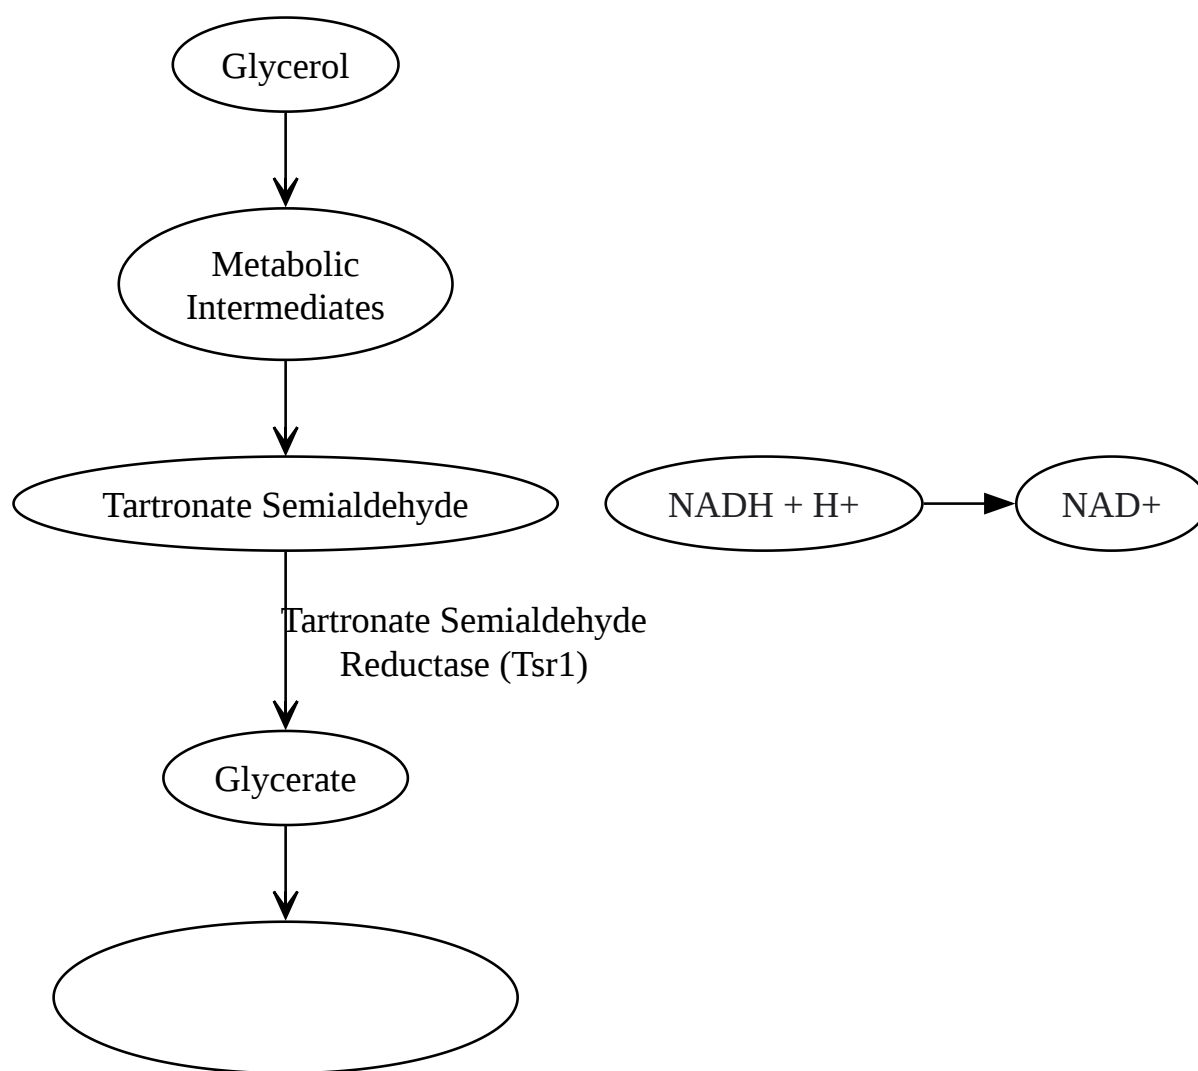 Glycerol
Metabolic
Intermediates
Tartronate Semialdehyde
NADH + H+
NAD+
Tartronate Semialdehyde
Reductase (Tsr1)
Glycerate